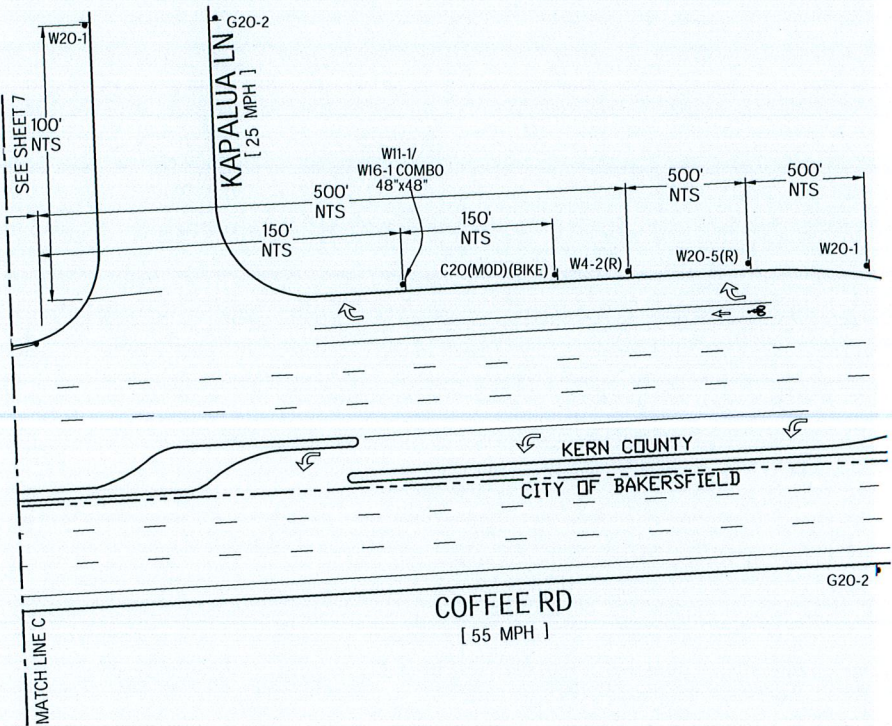 W20-1
G20-2
SEE SHEET 7
100'
NTS
KAPALUA LN
[ 25 MPH ]
W11-1/
W16-1 COMBO
48"x48"
500'
NTS
500'
NTS
500'
NTS
150'
NTS
150'
NTS
C20(MOD)(BIKE)
W4-2(R)
W20-5(R)
W20-1
KERN COUNTY
CITY OF BAKERSFIELD
G20-2
COFFEE RD
[ 55 MPH ]
MATCH LINE C